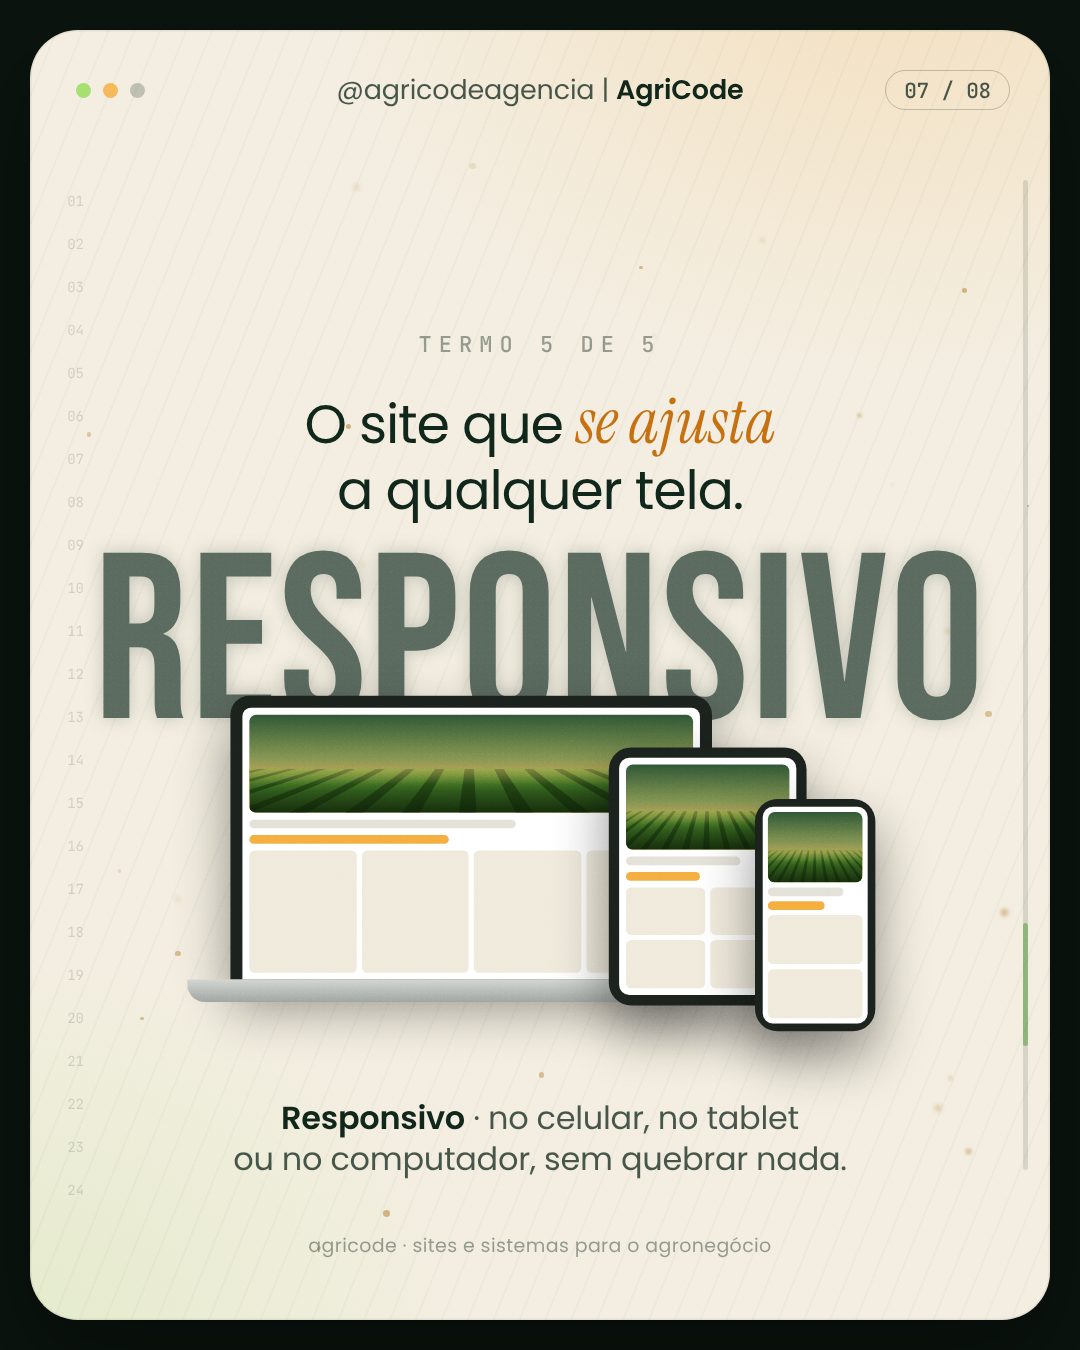 @agricodeagencia | AgriCode
07 / 08
01
02
03
04
05
06
07
08
09
10
11
12
13
14
15
16
17
18
19
20
21
22
23
24
TERMO 5 DE 5
O site que se ajusta
a qualquer tela.
RESPONSIVO
Responsivo · no celular, no tablet
ou no computador, sem quebrar nada.
agricode · sites e sistemas para o agronegócio